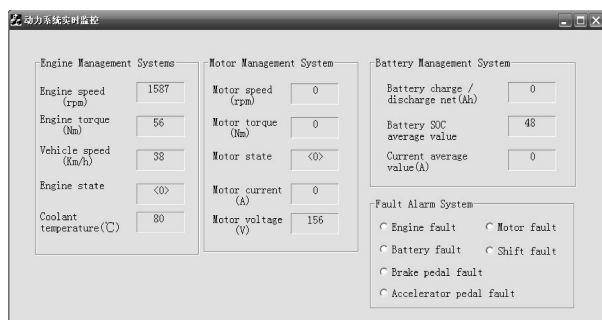 动力系统实时监控
Engine Management Systems
Engine speed
(rpm)
1587
Engine torque
(Nm)
56
Vehicle speed
(Km/h)
38
Engine state
<0>
Coolant
temperature(℃)
80
Motor Management System
Motor speed
(rpm)
0
Motor torque
(Nm)
0
Motor state
<0>
Motor current
(A)
0
Motor voltage
(V)
156
Battery Management System
Battery charge /
discharge net(Ah)
0
Battery SOC
average value
48
Current average
value(A)
0
Fault Alarm System
Engine fault
Motor fault
Battery fault
Shift fault
Brake pedal fault
Accelerator pedal fault